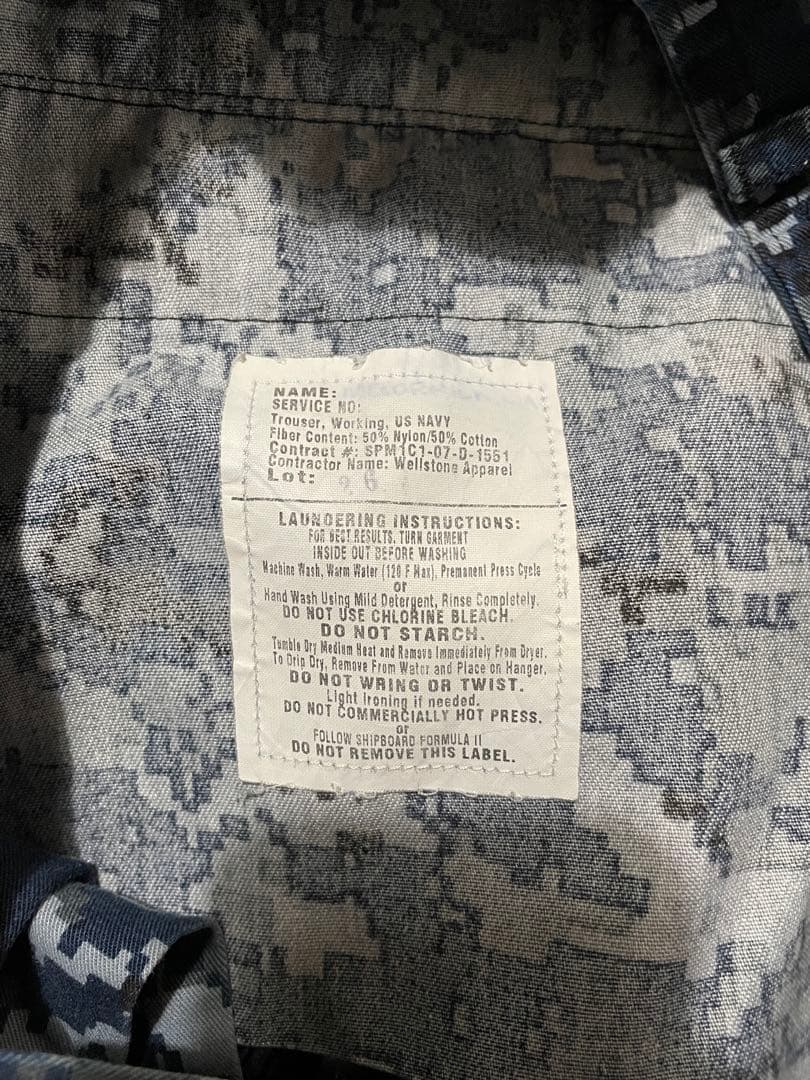 NAME:
SERVICE NO:
Trouser, Working, US NAVY
Fiber Content: 50% Nylon/50% Cotton
Contract #: SPM1C1-07-D-1551
Contractor Name: Wellstone Apparel
Lot: 26
LAUNDERING INSTRUCTIONS:
FOR BEST RESULTS, TURN GARMENT
INSIDE OUT BEFORE WASHING
Machine Wash, Warm Water (120 F Max), Premanent Press Cycle
or
Hand Wash Using Mild Detergent, Rinse Completely.
DO NOT USE CHLORINE BLEACH.
DO NOT STARCH.
Tumble Dry Medium Heat and Remove Immediately From Dryer.
To Drip Dry, Remove From Water and Place on Hanger.
DO NOT WRING OR TWIST.
Light Ironing if needed.
DO NOT COMMERCIALLY HOT PRESS.
or
FOLLOW SHIPBOARD FORMULA II
DO NOT REMOVE THIS LABEL.